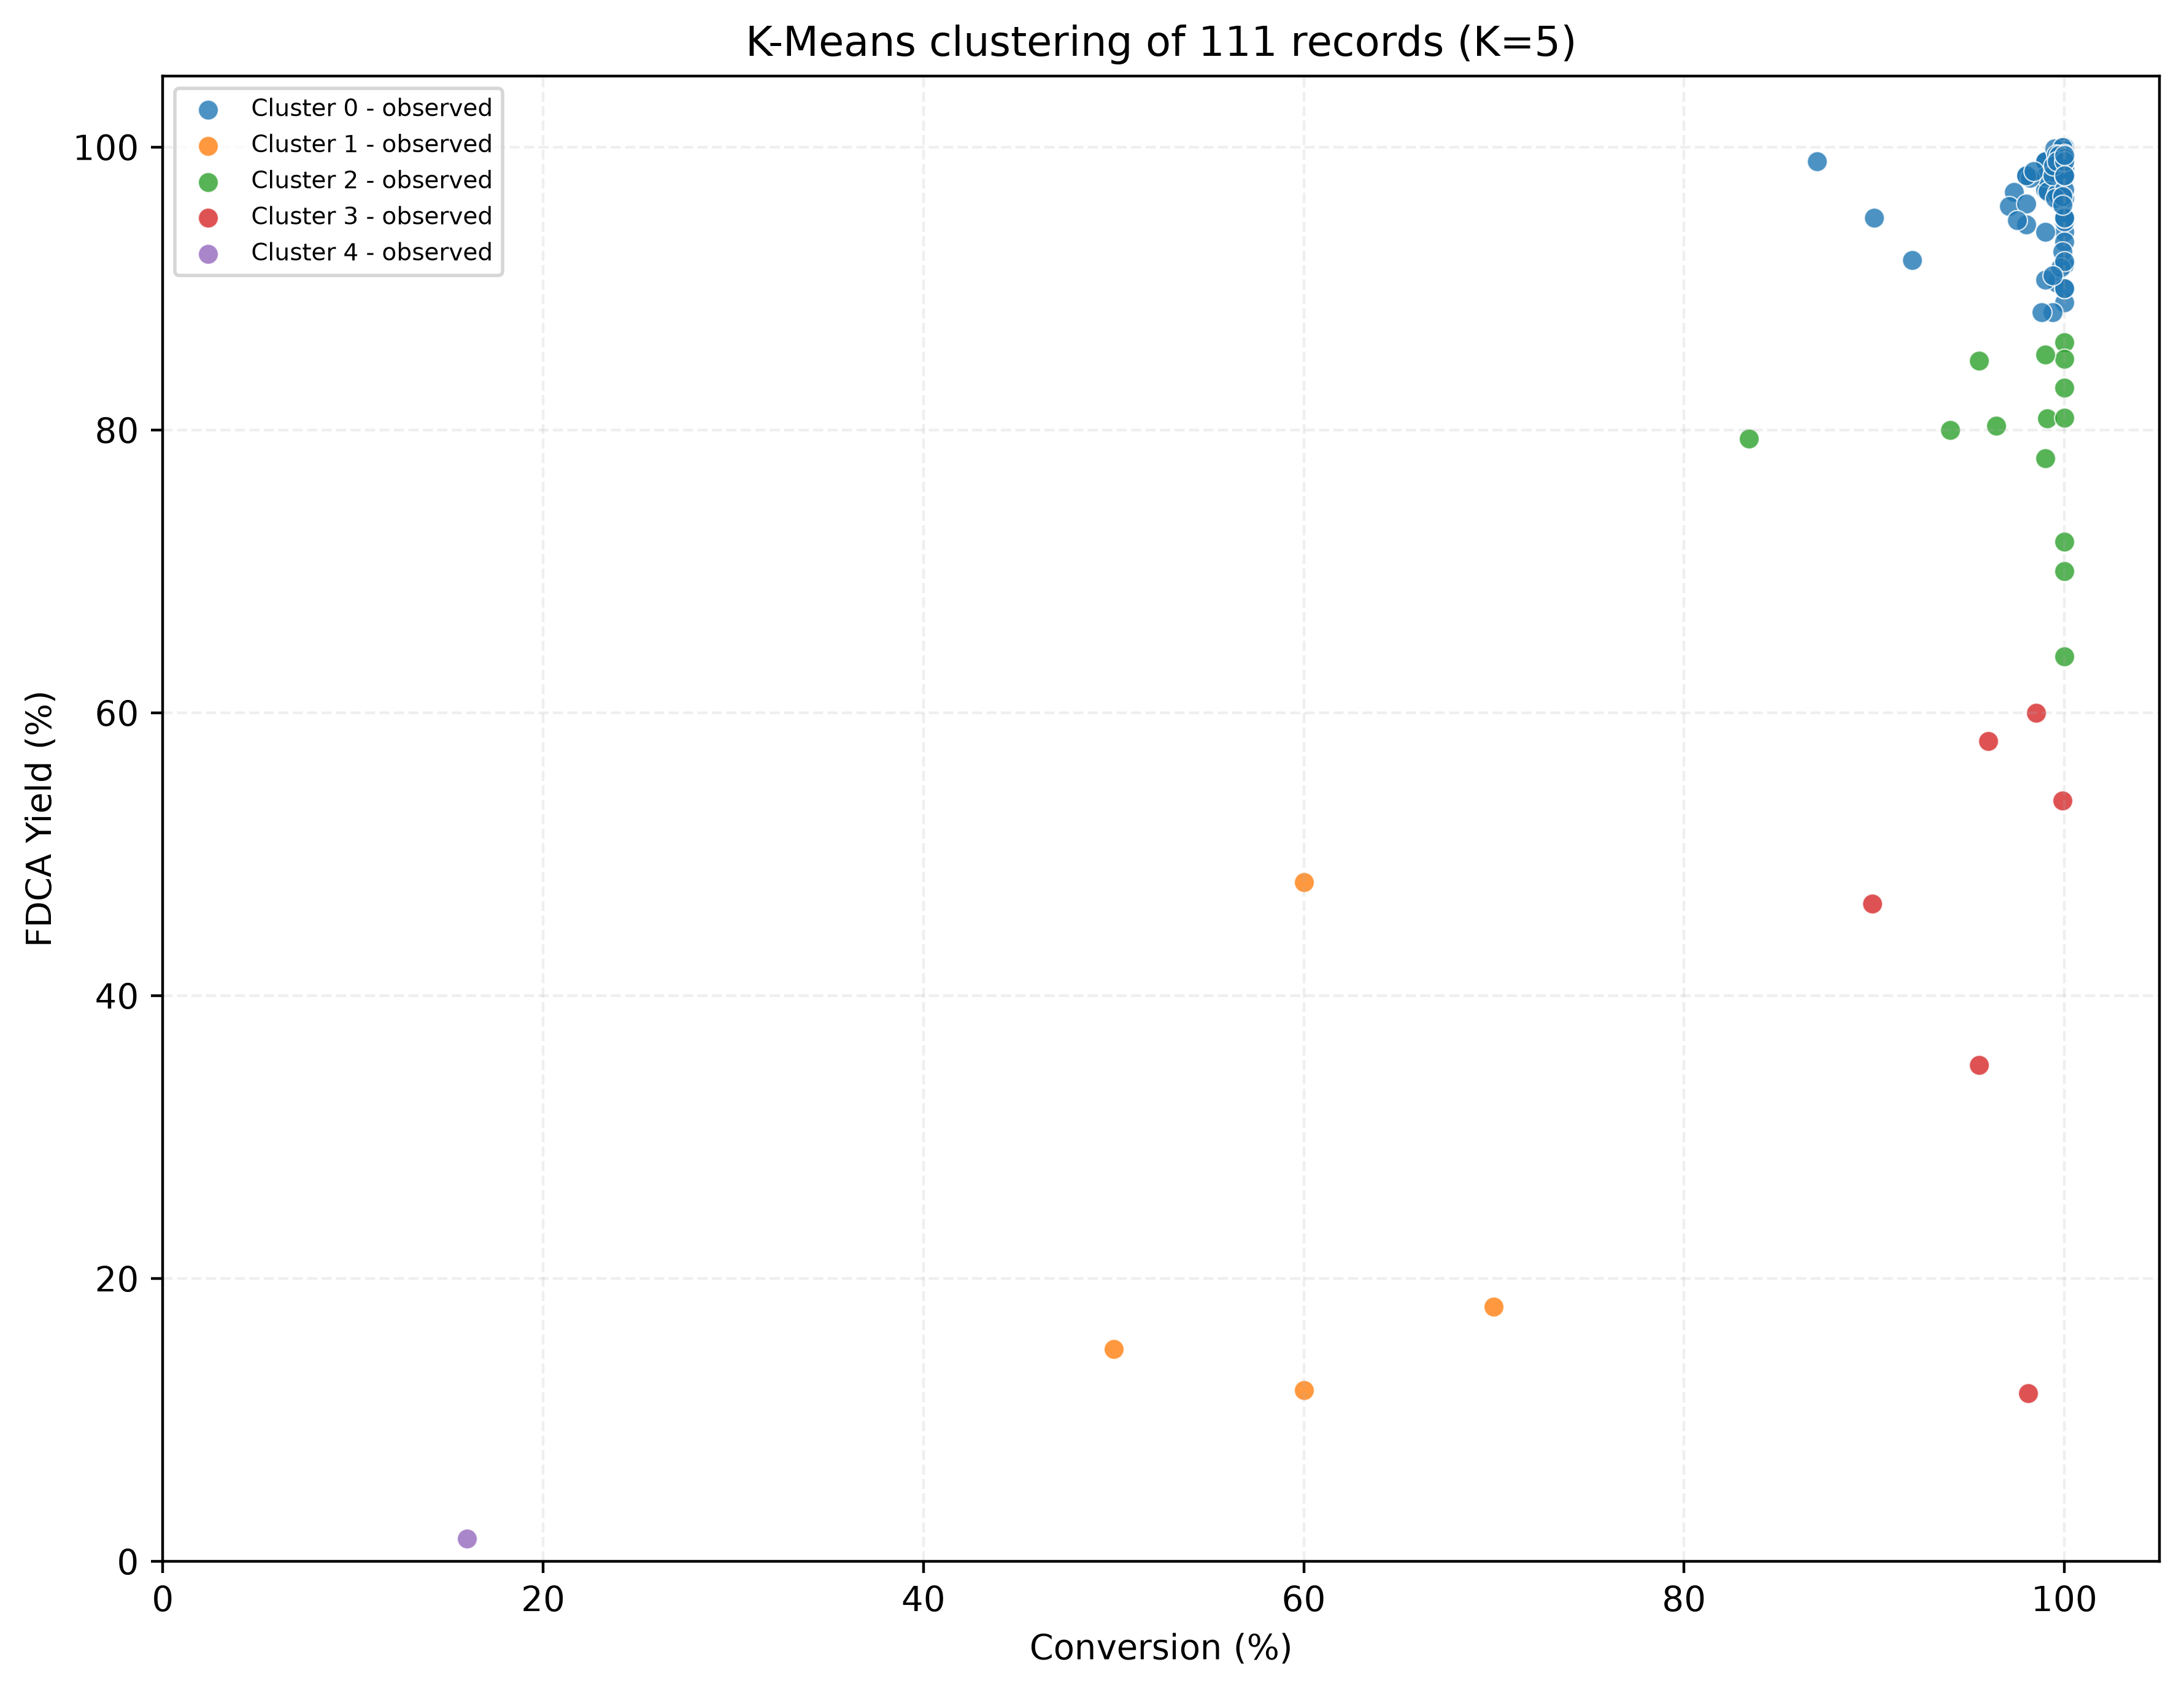 K-Means clustering of 111 records (K=5)
Cluster 0 - observed
Cluster 1 - observed
Cluster 2 - observed
Cluster 3 - observed
Cluster 4 - observed
100
80
60
40
20
0
FDCA Yield (%)
0 20 40 60 80 100
Conversion (%)